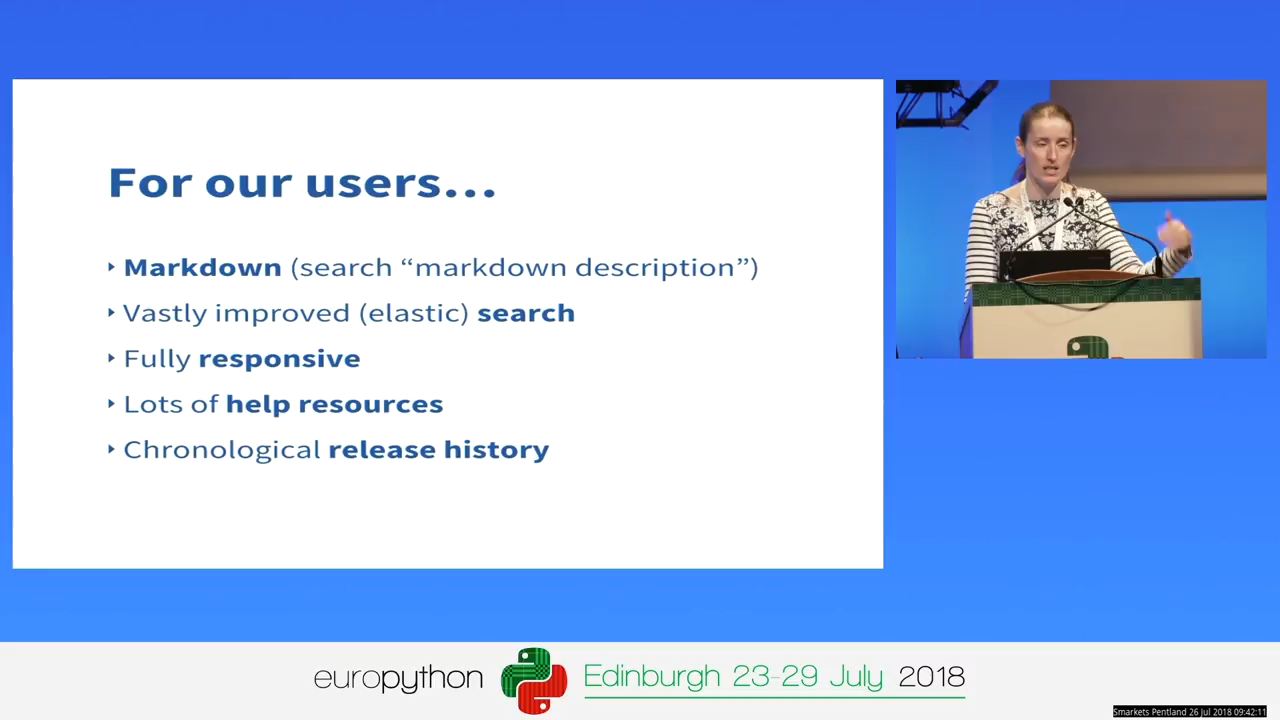 For our users...
‣ Markdown (search “markdown description”)
‣ Vastly improved (elastic) search
‣ Fully responsive
‣ Lots of help resources
‣ Chronological release history
europython Edinburgh 23-29 July 2018
Smarkets Pentland 26 Jul 2018 09:42:11